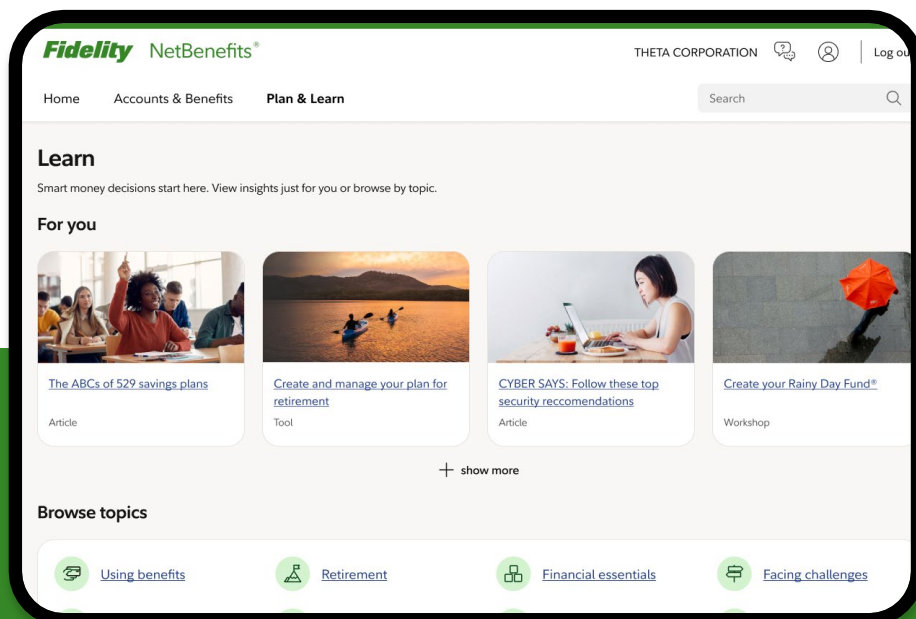 Fidelity NetBenefits®
THETA CORPORATION
Log ou
Home Accounts & Benefits Plan & Learn
Search
Learn
Smart money decisions start here. View insights just for you or browse by topic.
For you
The ABCs of 529 savings plans
Article
Create and manage your plan for
retirement
Tool
CYBER SAYS: Follow these top
security reccomendations
Article
Create your Rainy Day Fund®
Workshop
+ show more
Browse topics
Using benefits
Retirement
Financial essentials
Facing challenges